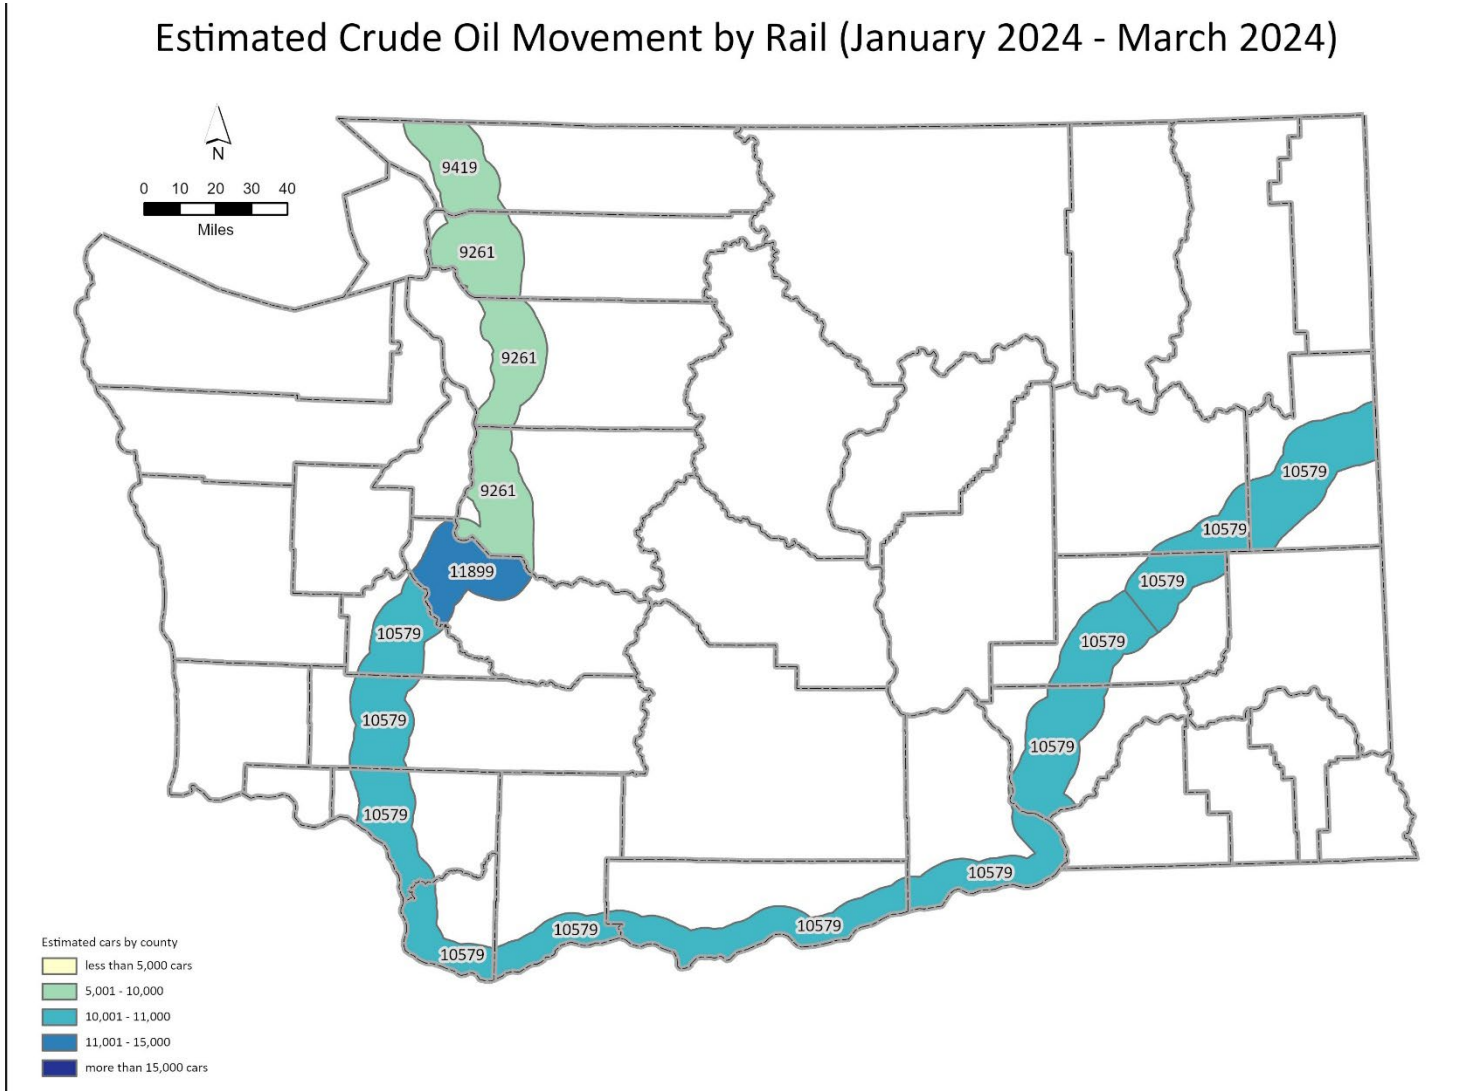 Estimated Crude Oil Movement by Rail (January 2024 - March 2024)
N
0 10 20 30 40
Miles
9419
9261
9261
9261
11899
10579
10579
10579
10579
10579
10579
10579
10579
10579
10579
10579
10579
Estimated cars by county
less than 5,000 cars
5,001 - 10,000
10,001 - 11,000
11,001 - 15,000
more than 15,000 cars